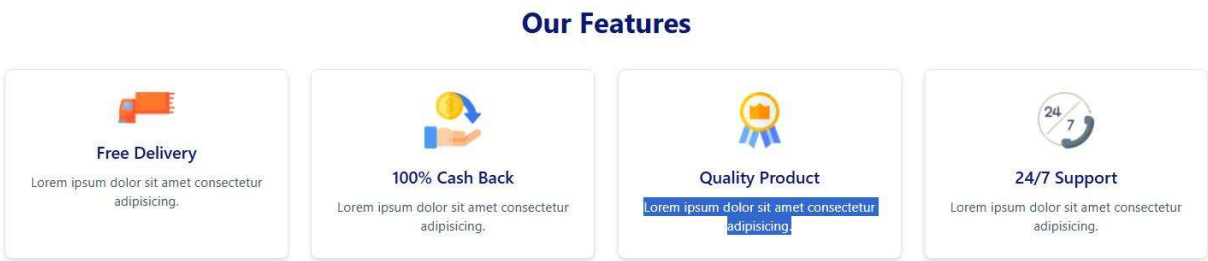 Our Features
Free Delivery
Lorem ipsum dolor sit amet consectetur
adipisicing.
100% Cash Back
Lorem ipsum dolor sit amet consectetur
adipisicing.
Quality Product
Lorem ipsum dolor sit amet consectetur
adipisicing.
24
7
24/7 Support
Lorem ipsum dolor sit amet consectetur
adipisicing.